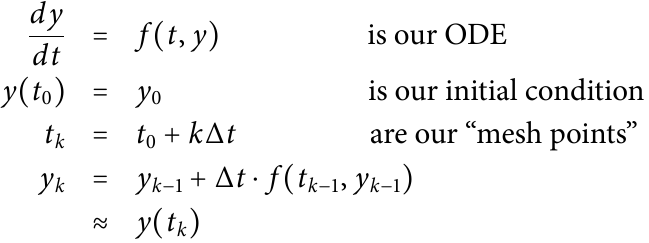 dy/dt = f(t, y) is our ODE
y(t₀) = y₀ is our initial condition
tₖ = t₀ + kΔt are our “mesh points”
yₖ = yₖ₋₁ + Δt · f(tₖ₋₁, yₖ₋₁)
≈ y(tₖ)